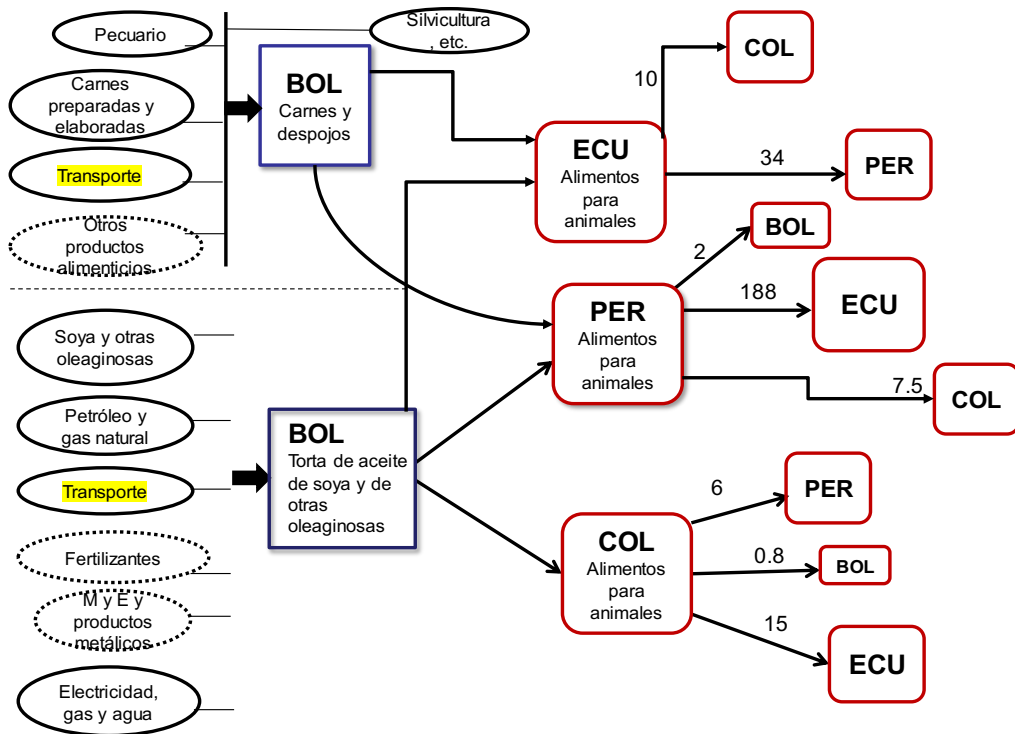 Pecuario
Silvicultura
, etc.
Carnes
preparadas y
elaboradas
Transporte
Otros
productos
alimenticios
BOL
Carnes y
despojos
ECU
Alimentos
para
animales
10
COL
34
PER
Soya y otras
oleaginosas
Petróleo y
gas natural
Transporte
Fertilizantes
M y E y
productos
metálicos
Electricidad,
gas y agua
BOL
Torta de aceite
de soya y de
otras
oleaginosas
PER
Alimentos
para
animales
2
BOL
188
ECU
7.5
COL
COL
Alimentos
para
animales
6
PER
0.8
BOL
15
ECU